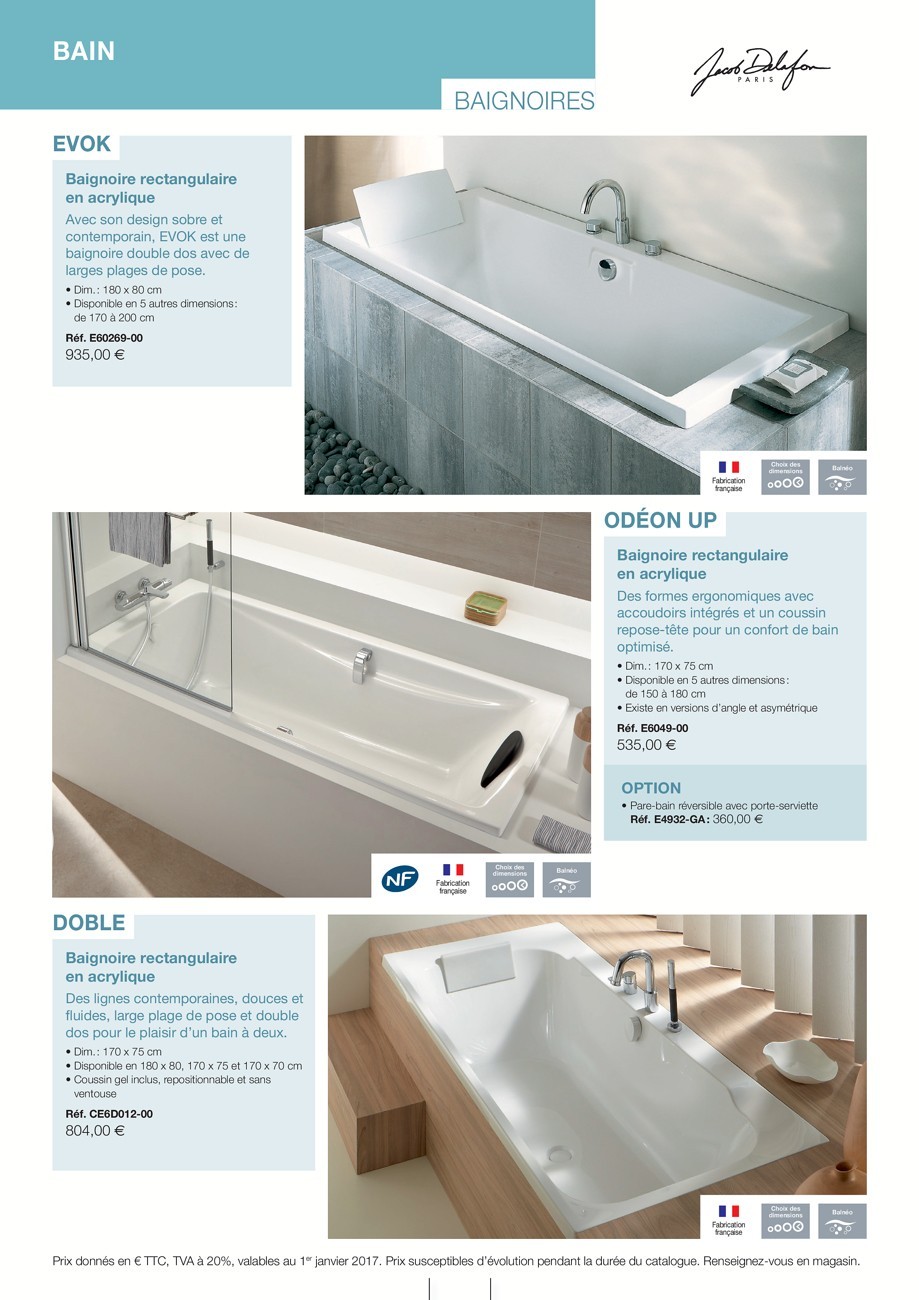 BAIN
BAIGNOIRES
Jacob Delafon
PARIS
EVOK
Baignoire rectangulaire
en acrylique
Avec son design sobre et
contemporain, EVOK est une
baignoire double dos avec de
larges plages de pose.
• Dim. : 180 x 80 cm
• Disponible en 5 autres dimensions :
de 170 à 200 cm
Réf. E60269-00
935,00 €
Fabrication
française
Choix des
dimensions
Balnéo
ODÉON UP
Baignoire rectangulaire
en acrylique
Des formes ergonomiques avec
accoudoirs intégrés et un coussin
repose-tête pour un confort de bain
optimisé.
• Dim. : 170 x 75 cm
• Disponible en 5 autres dimensions :
de 150 à 180 cm
• Existe en versions d'angle et asymétrique
Réf. E6049-00
535,00 €
OPTION
• Pare-bain réversible avec porte-serviette
Réf. E4932-GA : 360,00 €
NF
Fabrication
française
Choix des
dimensions
Balnéo
DOBLE
Baignoire rectangulaire
en acrylique
Des lignes contemporaines, douces et
fluides, large plage de pose et double
dos pour le plaisir d'un bain à deux.
• Dim. : 170 x 75 cm
• Disponible en 180 x 80, 170 x 75 et 170 x 70 cm
• Coussin gel inclus, repositionnable et sans
ventouse
Réf. CE6D012-00
804,00 €
Fabrication
française
Choix des
dimensions
Balnéo
Prix donnés en € TTC, TVA à 20%, valables au 1er janvier 2017. Prix susceptibles d'évolution pendant la durée du catalogue. Renseignez-vous en magasin.